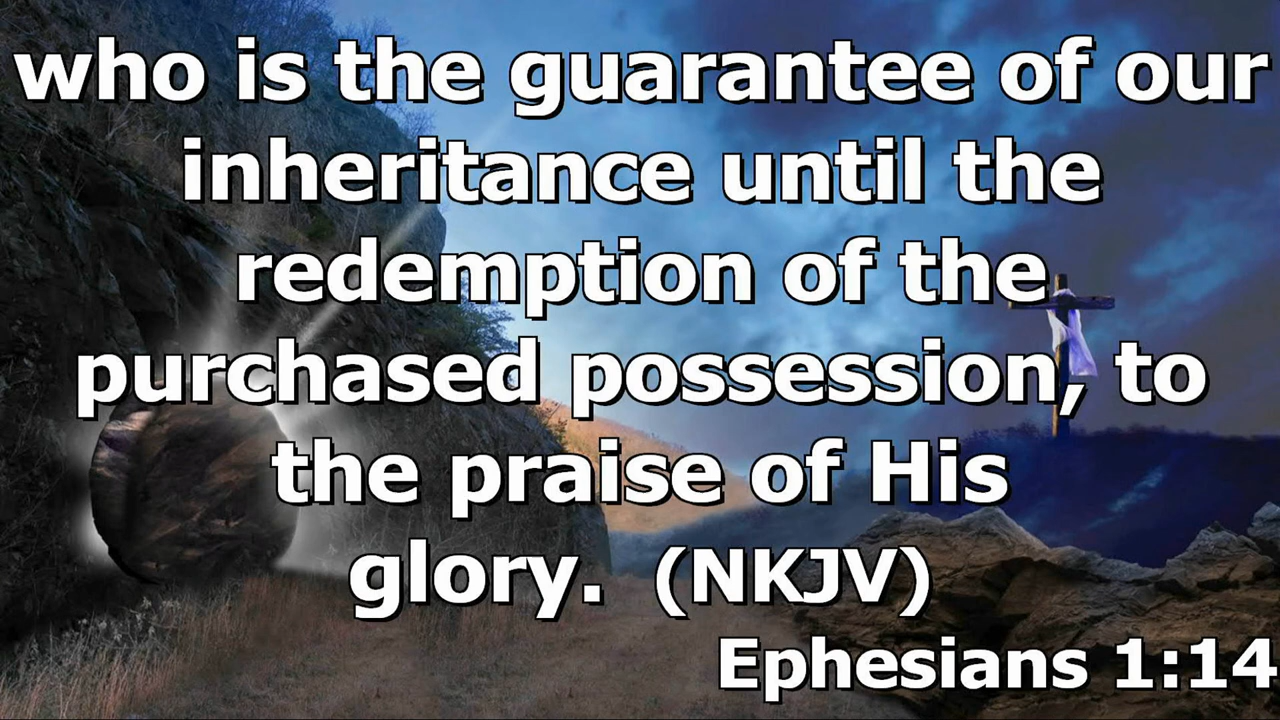 who is the guarantee of our
inheritance until the
redemption of the
purchased possession, to
the praise of His
glory.  (NKJV)
Ephesians 1:14